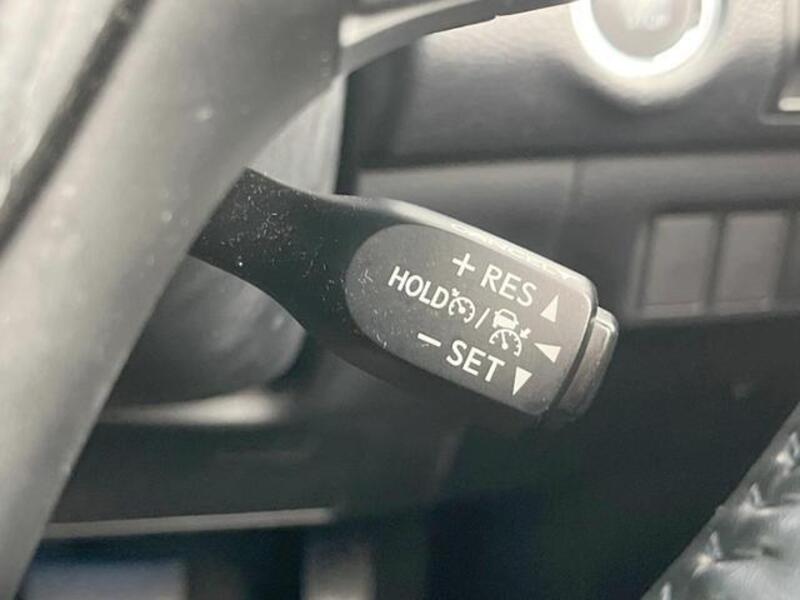 CANCEL
+ RES ▲
HOLD /
- SET ▼